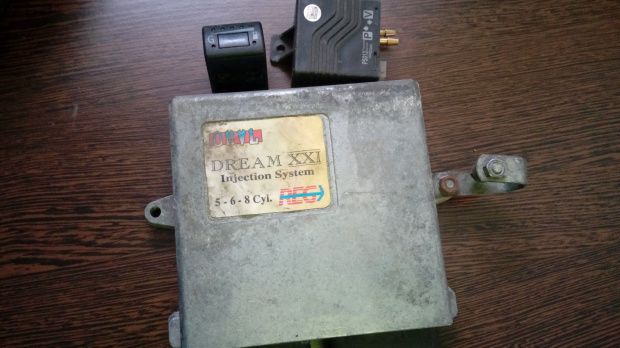 DREAM XXI
Injection System
5 - 6 - 8 Cyl.
REG
P V